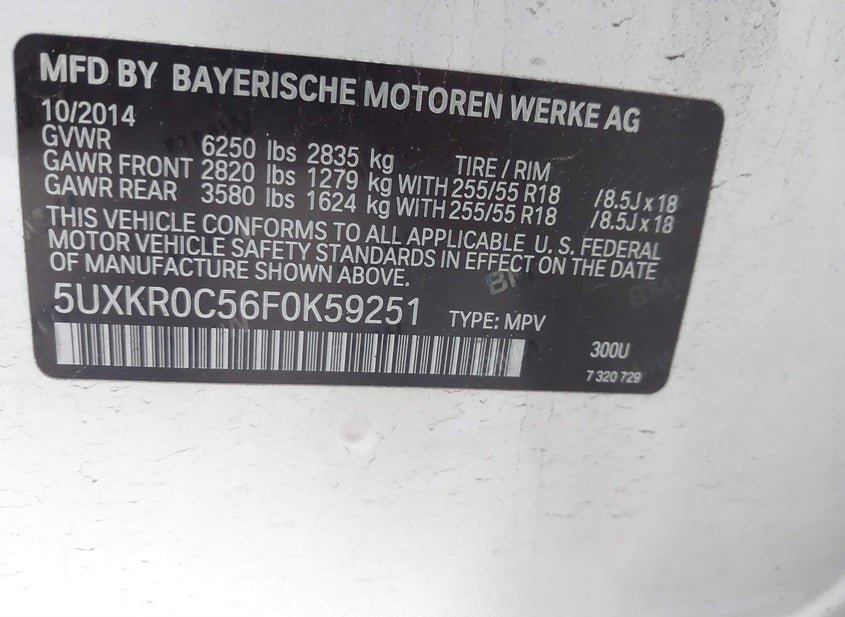 MFD BY BAYERISCHE MOTOREN WERKE AG
10/2014
GVWR 6250 lbs 2835 kg TIRE / RIM
GAWR FRONT 2820 lbs 1279 kg WITH 255/55 R18 /8.5J x 18
GAWR REAR 3580 lbs 1624 kg WITH 255/55 R18 /8.5J x 18
THIS VEHICLE CONFORMS TO ALL APPLICABLE U. S. FEDERAL
MOTOR VEHICLE SAFETY STANDARDS IN EFFECT ON THE DATE
OF MANUFACTURE SHOWN ABOVE.
5UXKR0C56F0K59251 TYPE: MPV
300U
7 320 729